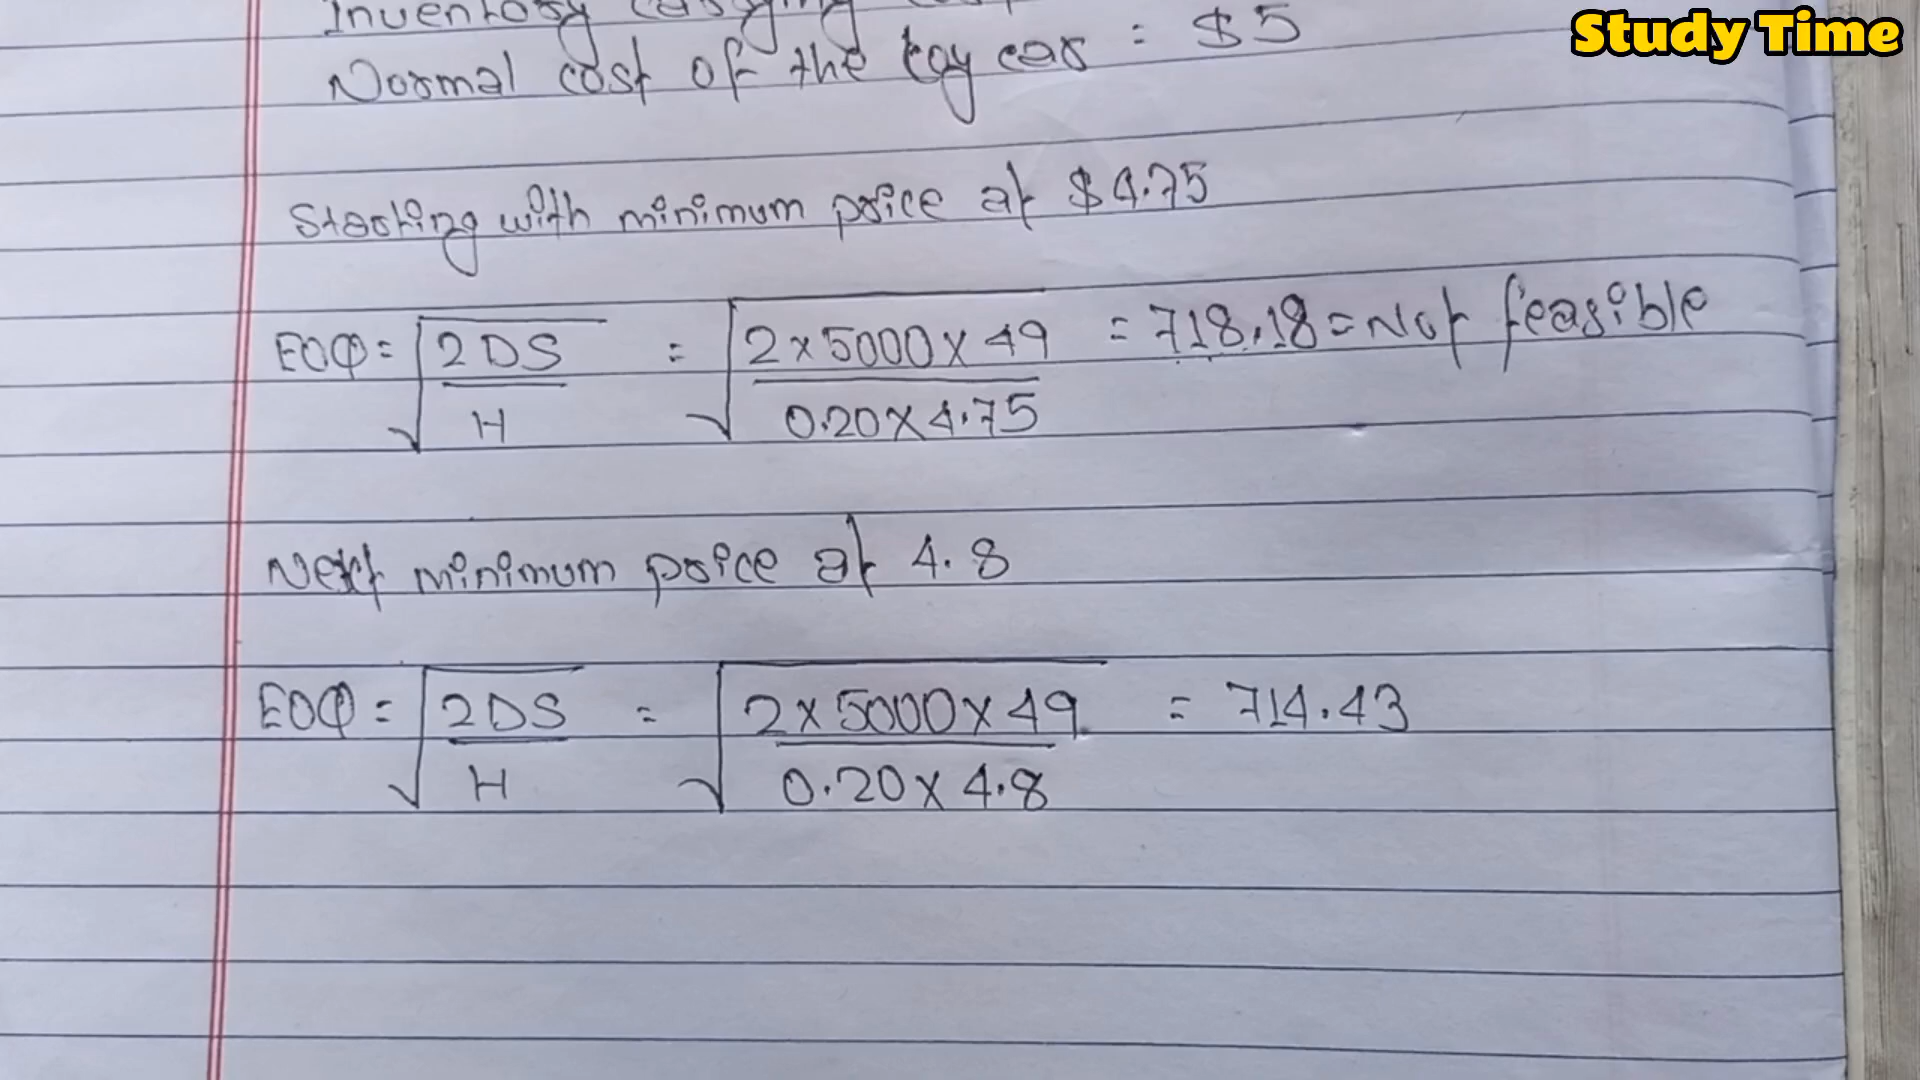 Study Time
Inventory carrying
Normal cost of the toy car : $5
Starting with minimum price at $4.75
EOQ = √2DS/H = √2×5000×49/0.20×4.75 = 718.18 = Not feasible
Next minimum price at 4.8
EOQ = √2DS/H = √2×5000×49/0.20×4.8 = 714.43